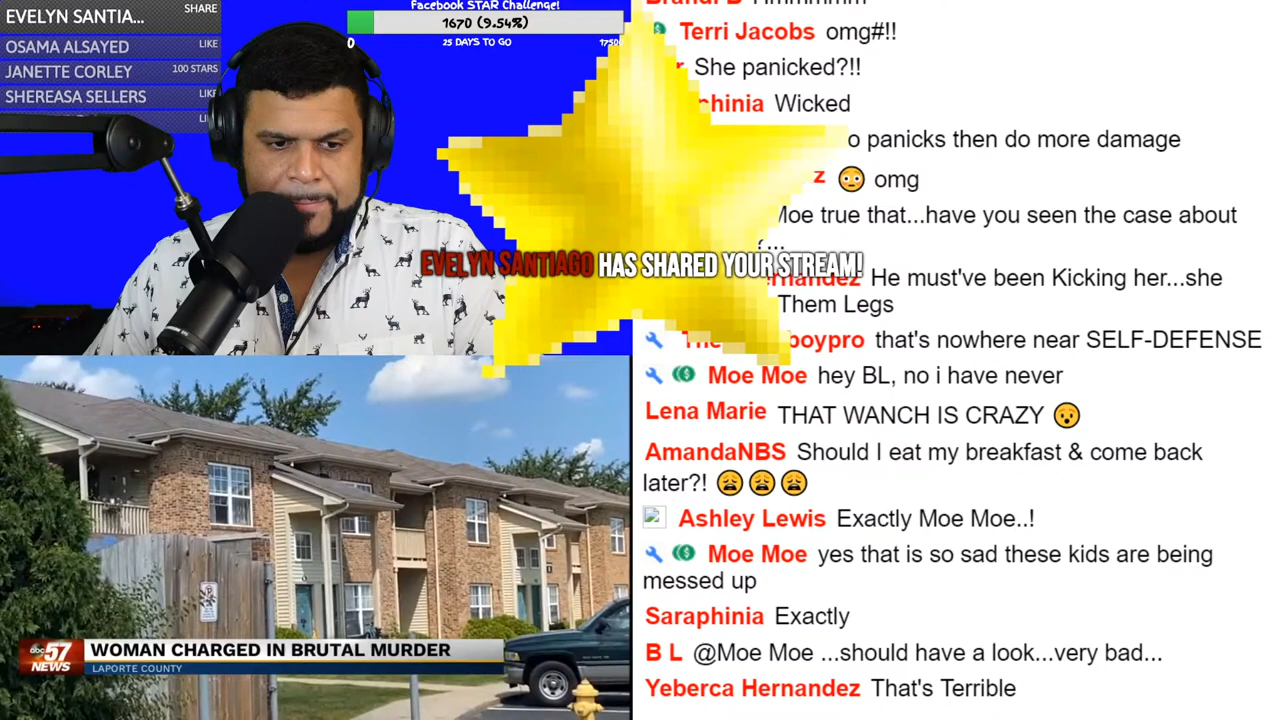 EVELYN SANTIA...
SHARE
OSAMA ALSAYED
LIKE
JANETTE CORLEY
100 STARS
SHEREASA SELLERS
Facebook STAR Challenge!
1670 (9.54%)
0
25 DAYS TO GO
EVELYN SANTIAGO HAS SHARED YOUR STREAM!
Terri Jacobs omg#!!
She panicked?!!
phinia Wicked
o panicks then do more damage
z 😳 omg
Moe true that...have you seen the case about
ernandez He must've been Kicking her...she
Them Legs
boypro that's nowhere near SELF-DEFENSE
Moe Moe hey BL, no i have never
Lena Marie THAT WANCH IS CRAZY 😯
AmandaNBS Should I eat my breakfast & come back
later?! 😩😩😩
Ashley Lewis Exactly Moe Moe..!
Moe Moe yes that is so sad these kids are being
messed up
Saraphinia Exactly
B L @Moe Moe ...should have a look...very bad...
Yeberca Hernandez That's Terrible
abc 57
NEWS
WOMAN CHARGED IN BRUTAL MURDER
LAPORTE COUNTY